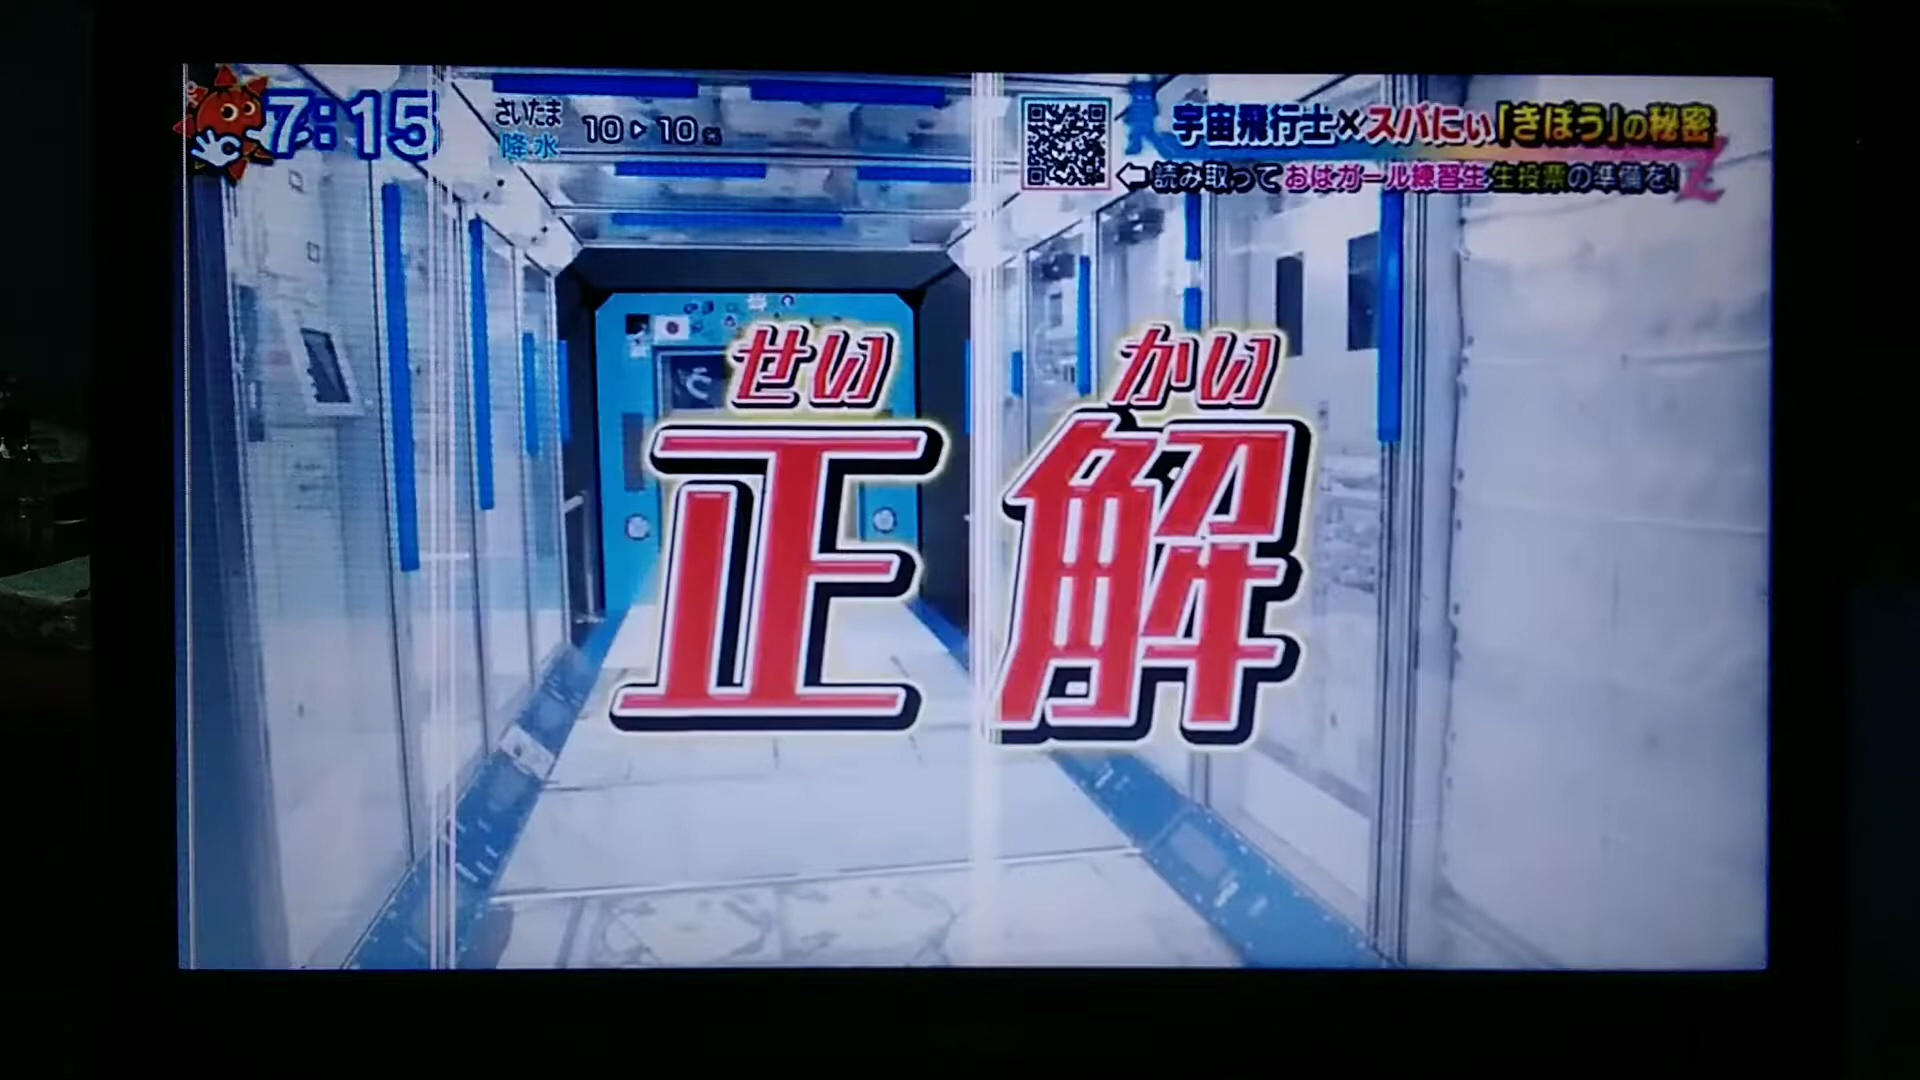 7:15
さいたま
降水
10▶10%
宇宙飛行士×スバにぃ「きぼう」の秘密
←読み取っておはガール練習生生投票の準備を!
せいかい
正解